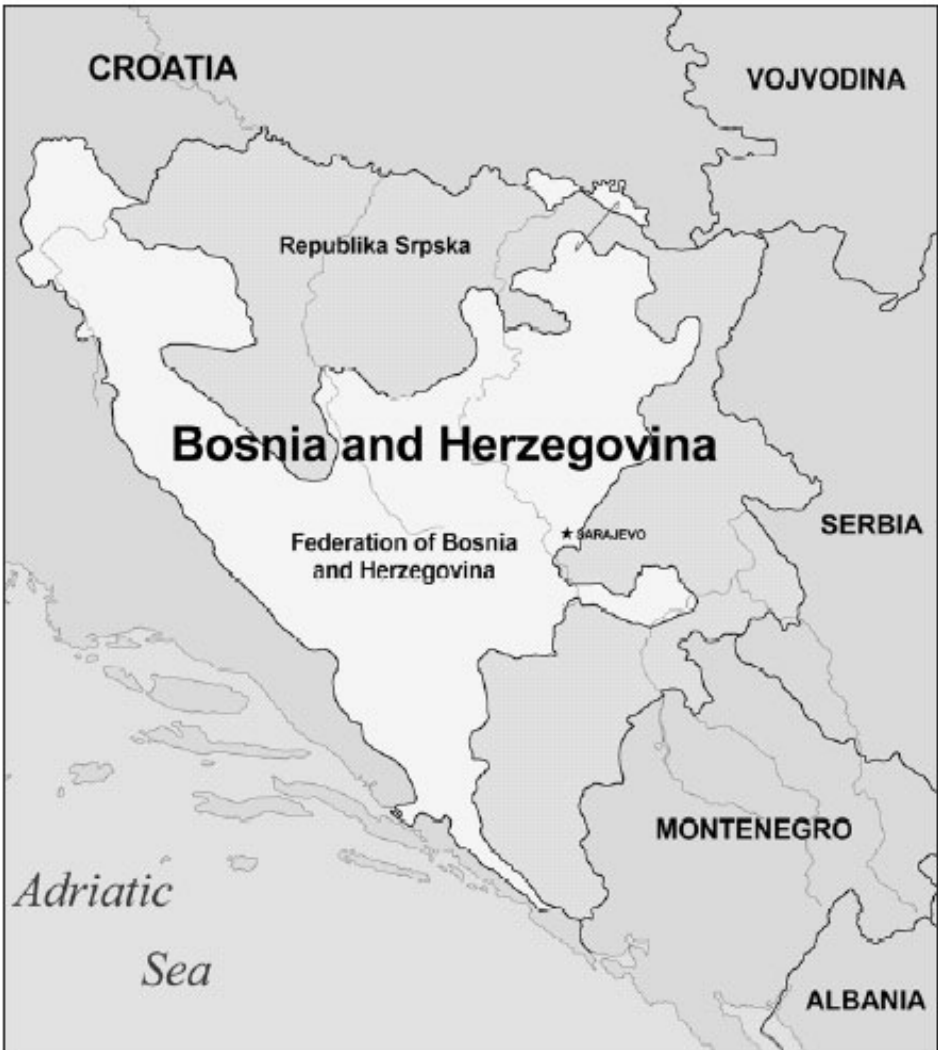 CROATIA
VOJVODINA
Republika Srpska
Bosnia and Herzegovina
SERBIA
SARAJEVO
Federation of Bosnia
and Herzegovina
MONTENEGRO
Adriatic
Sea
ALBANIA